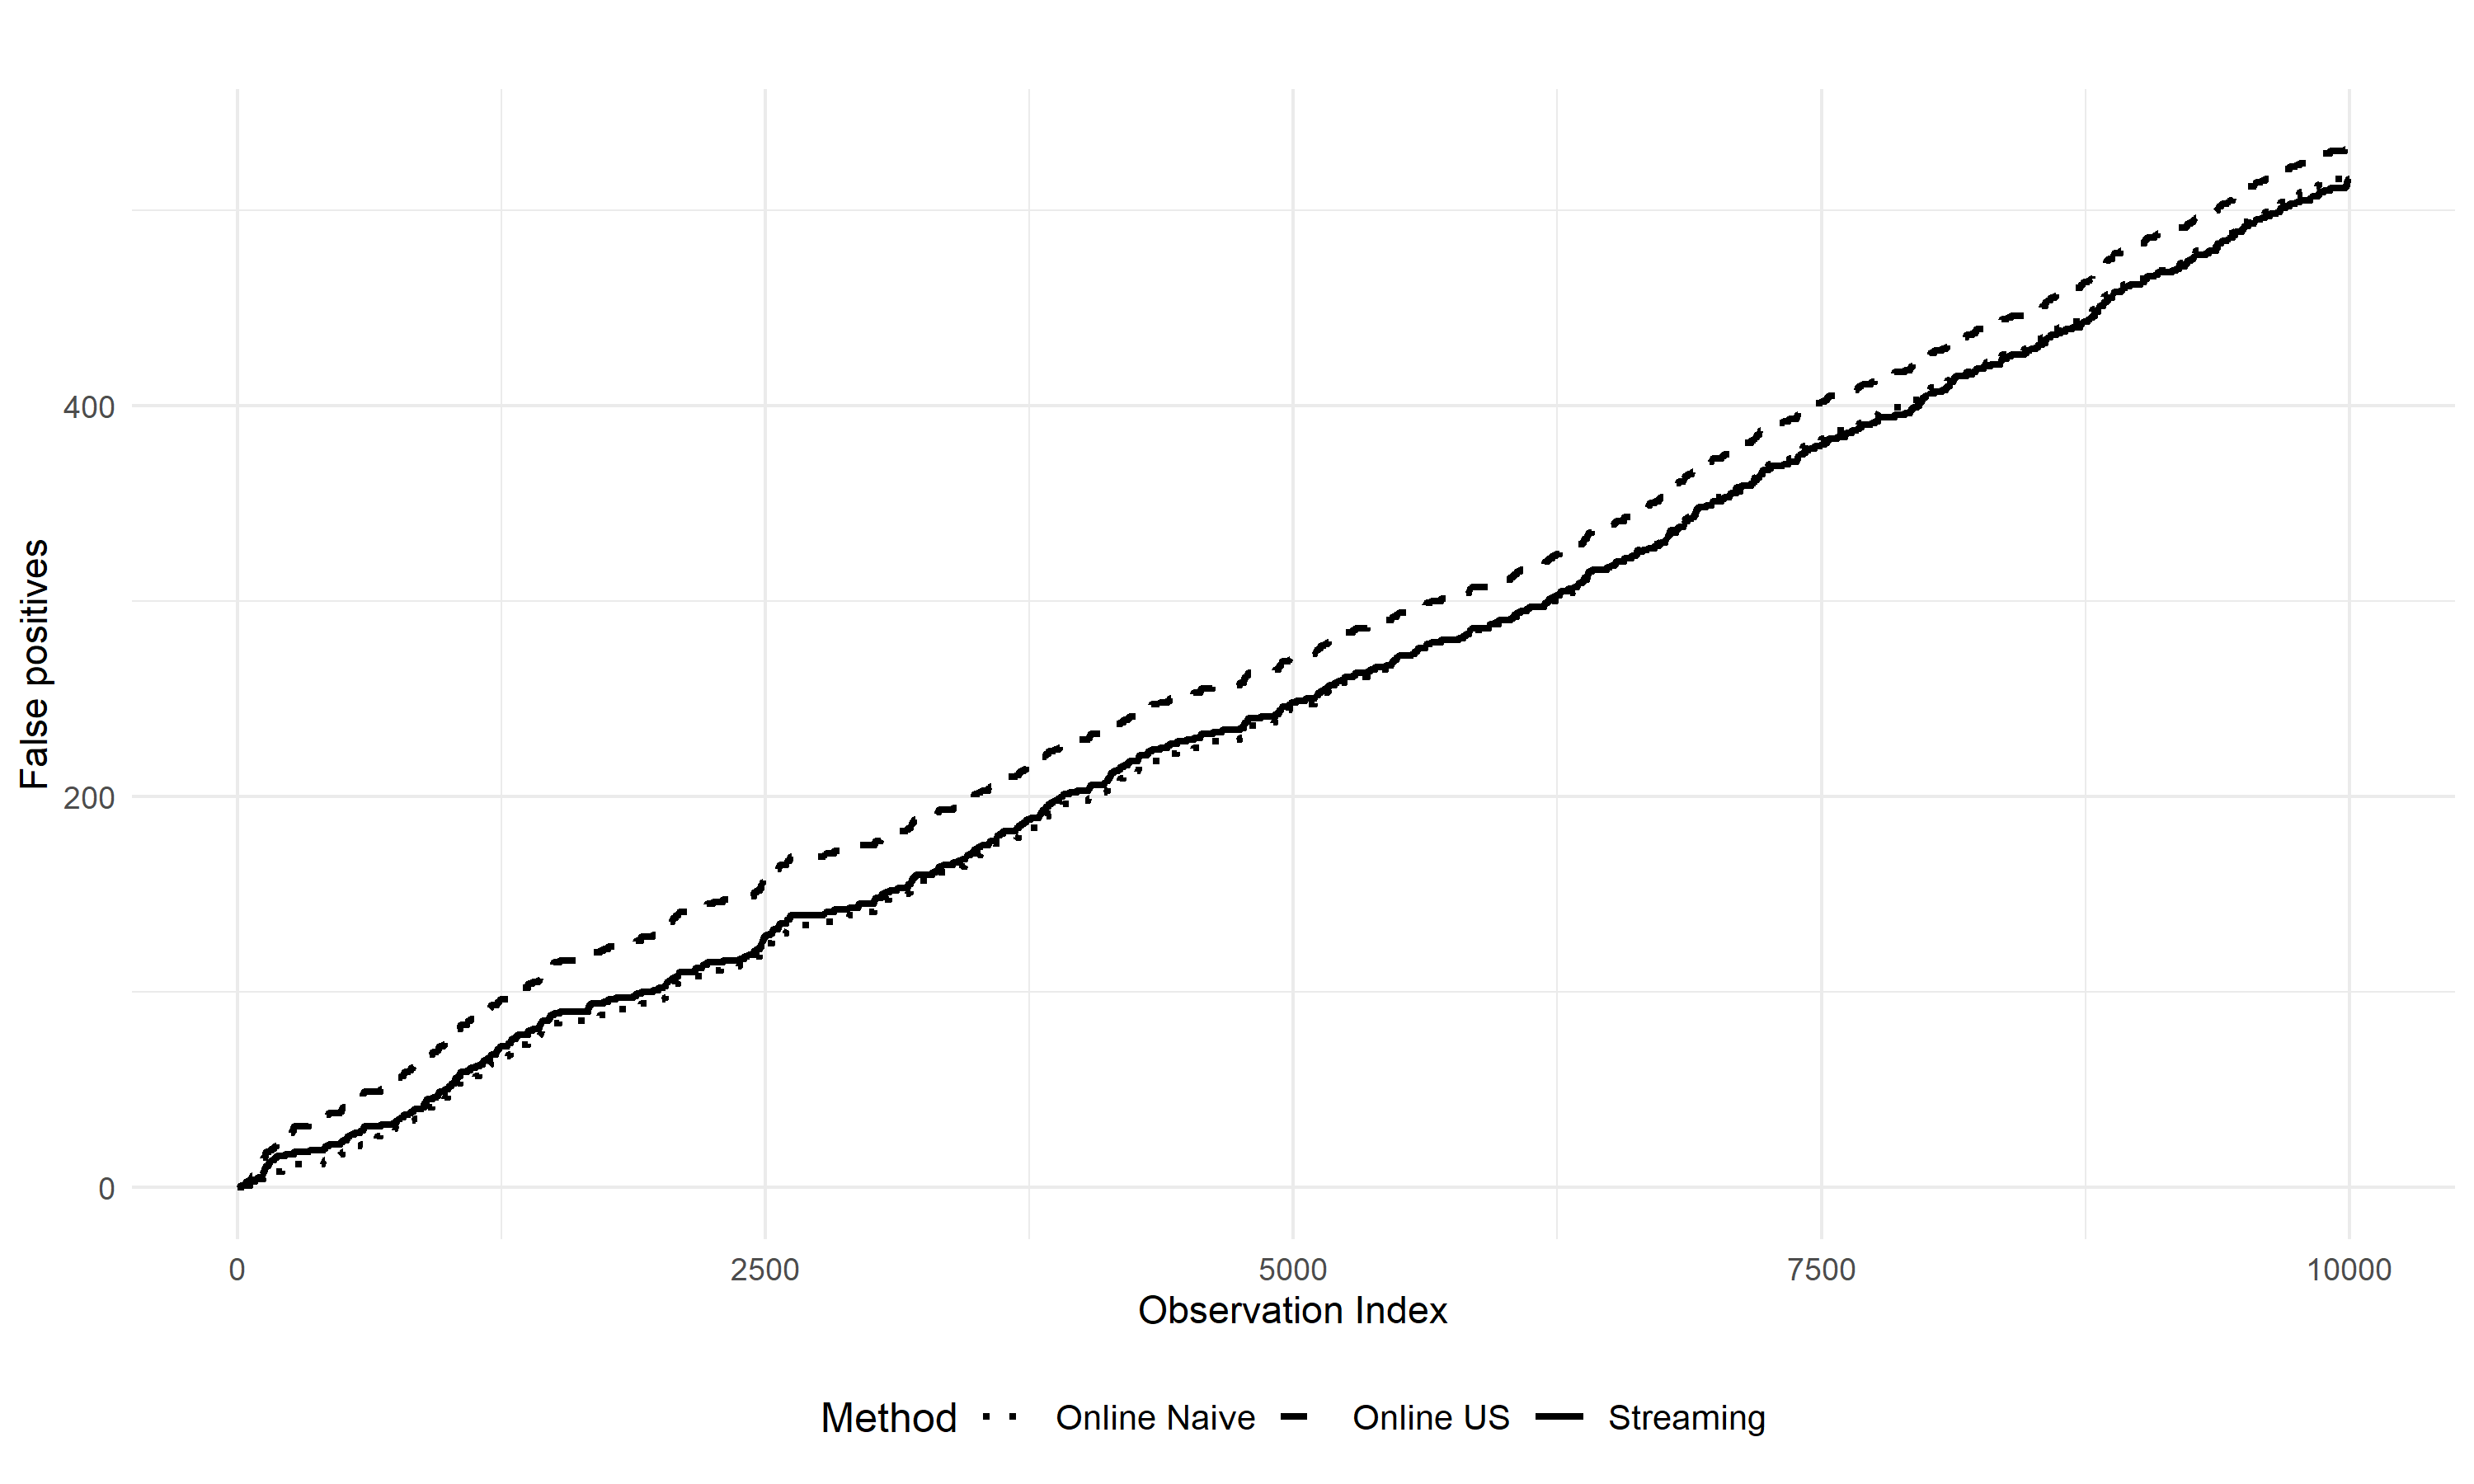 False positives
400
200
0
0 2500 5000 7500 10000
Observation Index
Method Online Naive Online US Streaming